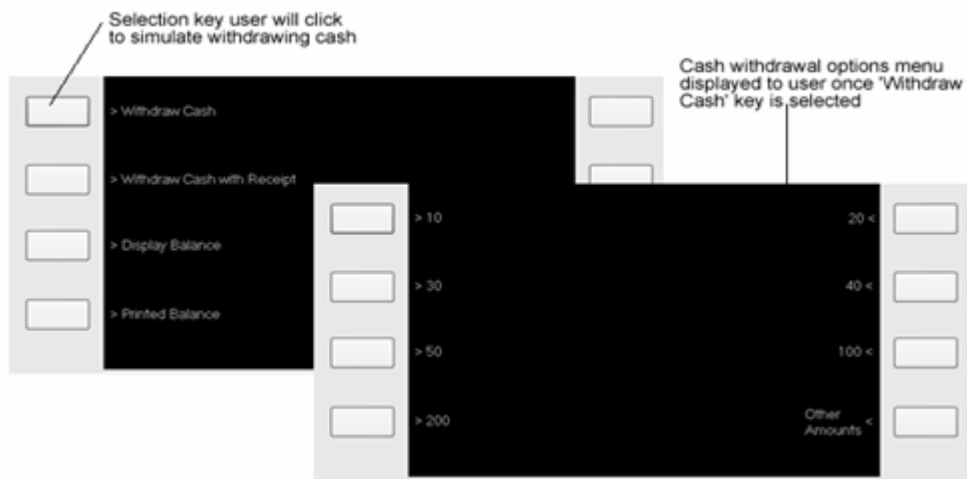 Selection key user will click
to simulate withdrawing cash
Cash withdrawal options menu
displayed to user once 'Withdraw
Cash' key is selected
> Withdraw Cash
> Withdraw Cash with Receipt
> Display Balance
> Printed Balance
> 10
20 <
> 30
40 <
> 50
100 <
> 200
Other
Amounts <